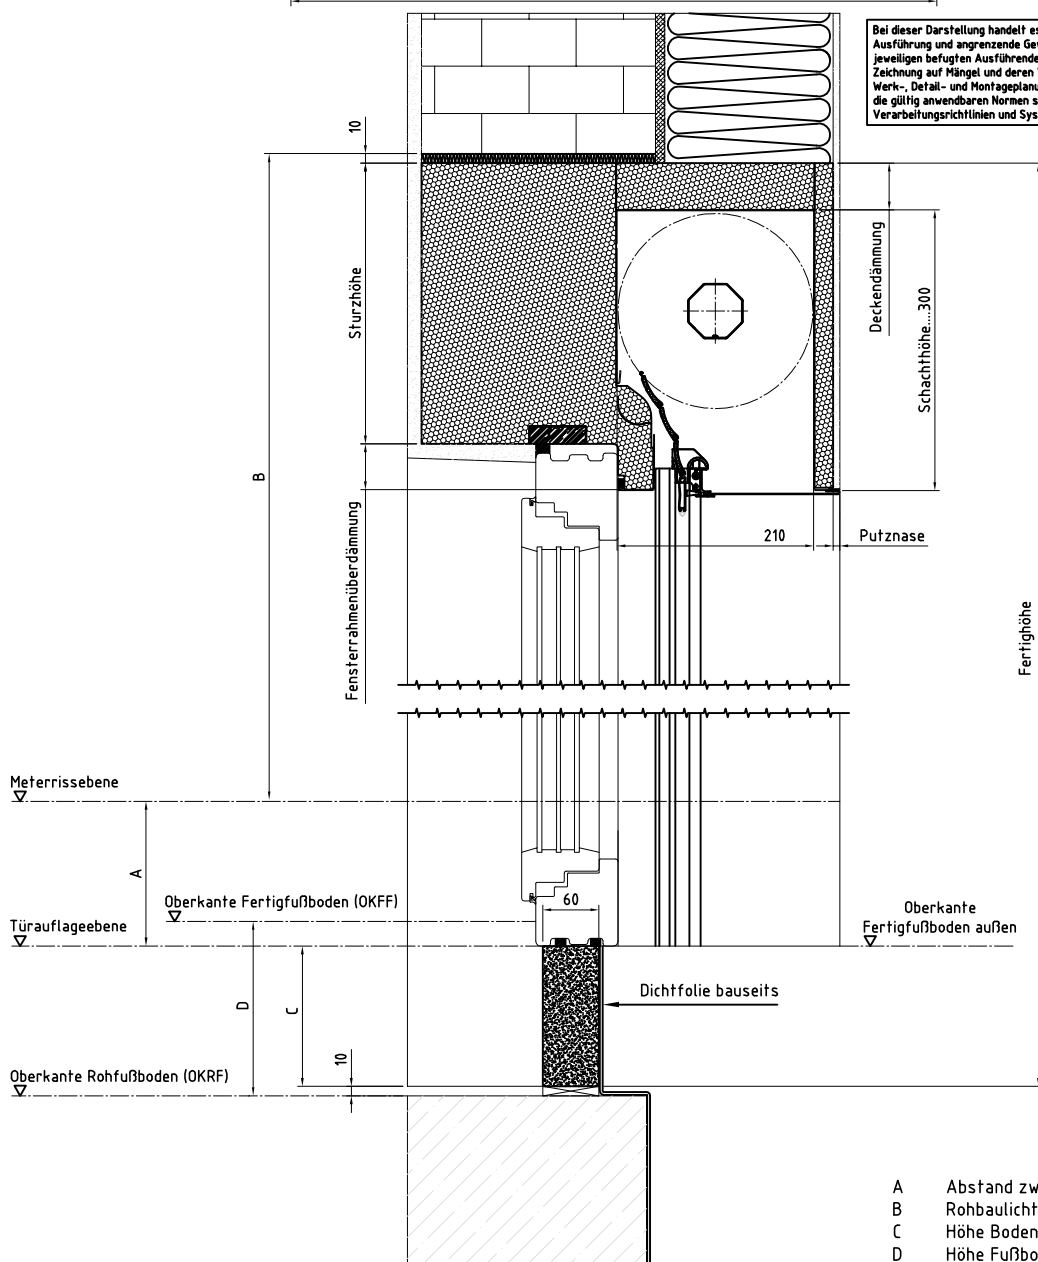 Bei dieser Darstellung handelt es
Ausführung und angrenzende Gew
jeweiligen befugten Ausführende
Zeichnung auf Mängel und deren
Werk-, Detail- und Montageplanu
die gültig anwendbaren Normen s
Verarbeitungsrichtlinien und Sys
10
Sturzhöhe
Deckendämmung
Schachthöhe....300
B
210
Putznase
Fensterrahmenüberdämmung
Fertighöhe
Meterrissebene
A
Oberkante Fertigfußboden (OKFF)
60
Türauflageebene
Oberkante
Fertigfußboden außen
D
C
Dichtfolie bauseits
10
Oberkante Rohfußboden (OKRF)
A Abstand zw
B Rohbaulicht
C Höhe Boden
D Höhe Fußbo